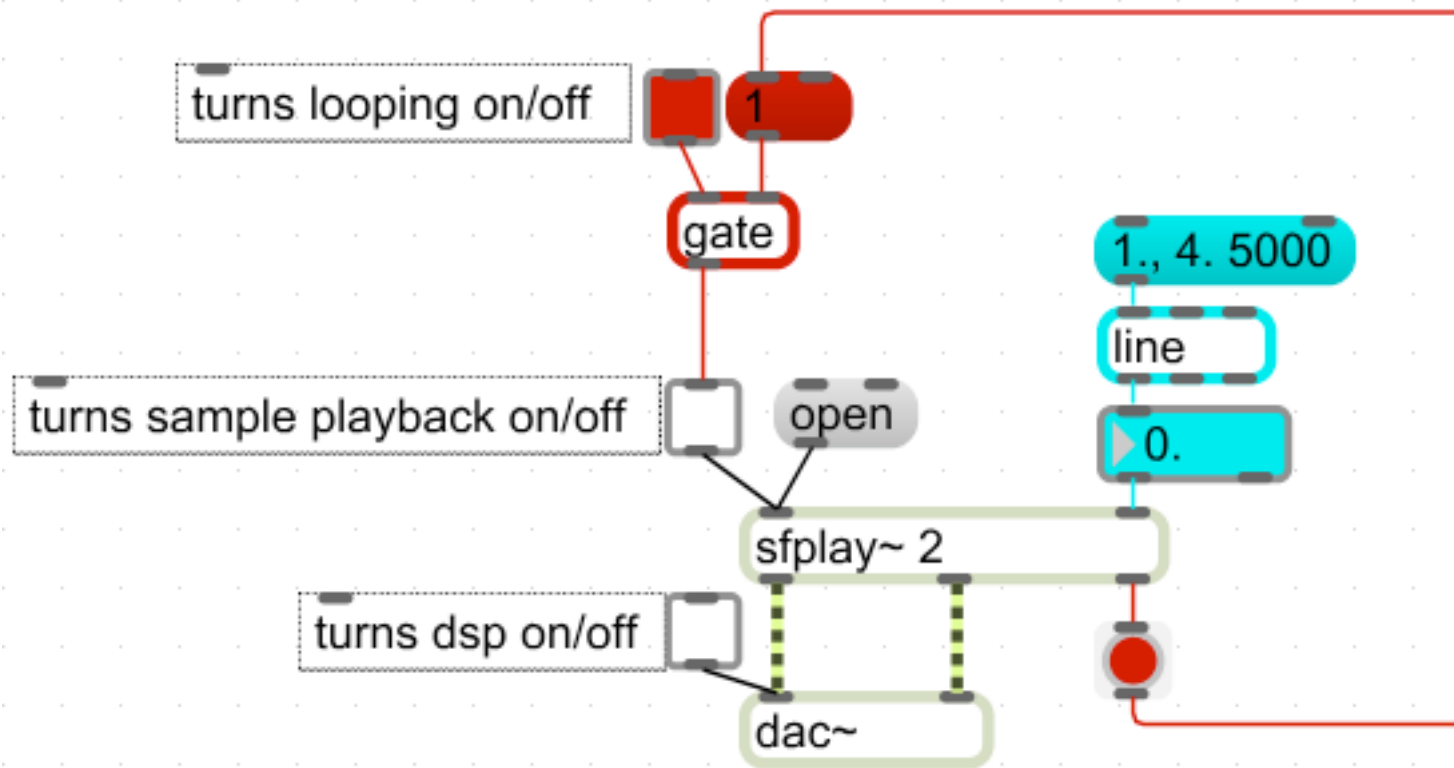 turns looping on/off
1
gate
1., 4. 5000
line
turns sample playback on/off
open
0.
sfplay~ 2
turns dsp on/off
dac~